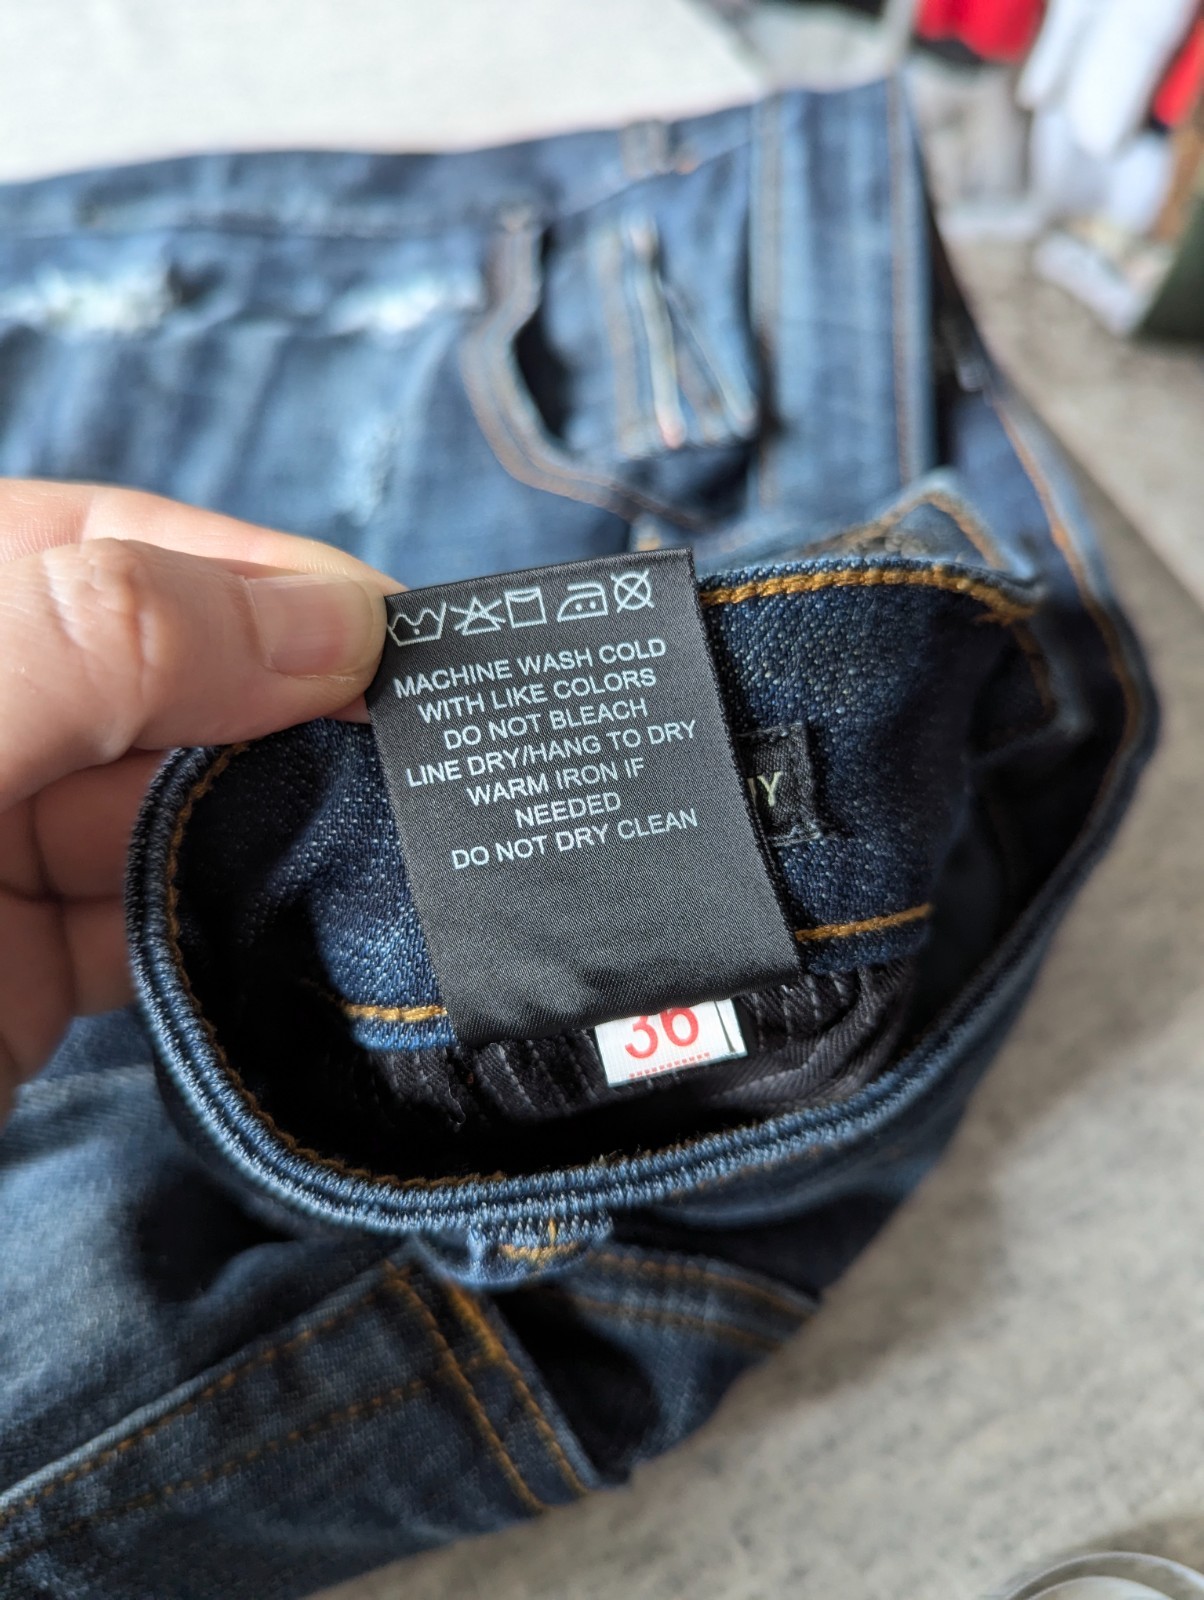 MACHINE WASH COLD
WITH LIKE COLORS
DO NOT BLEACH
LINE DRY/HANG TO DRY
WARM IRON IF
NEEDED
DO NOT DRY CLEAN
36